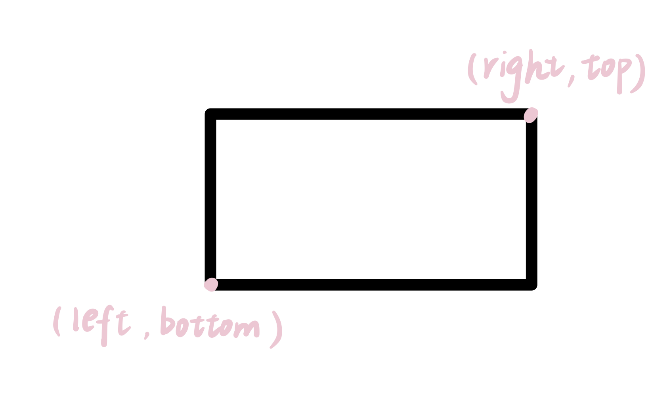 (right, top)
(left, bottom)